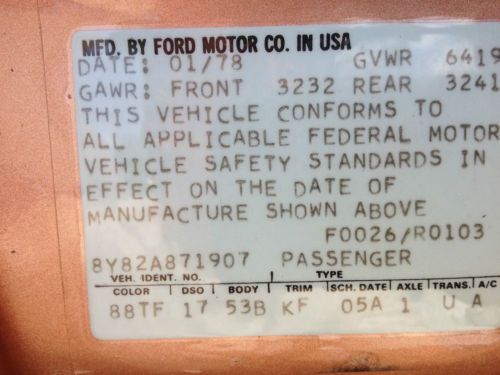 MFD. BY FORD MOTOR CO. IN USA
DATE: 01/78 GVWR 6419
GAWR: FRONT 3232 REAR 3241
THIS VEHICLE CONFORMS TO
ALL APPLICABLE FEDERAL MOTOR
VEHICLE SAFETY STANDARDS IN
EFFECT ON THE DATE OF
MANUFACTURE SHOWN ABOVE
F0026/R0103
8Y82A871907 PASSENGER
VEH. IDENT. NO. TYPE
COLOR DSO BODY TRIM SCH. DATE AXLE TRANS. A/C
88TF 17 53B KF 05A 1 U A